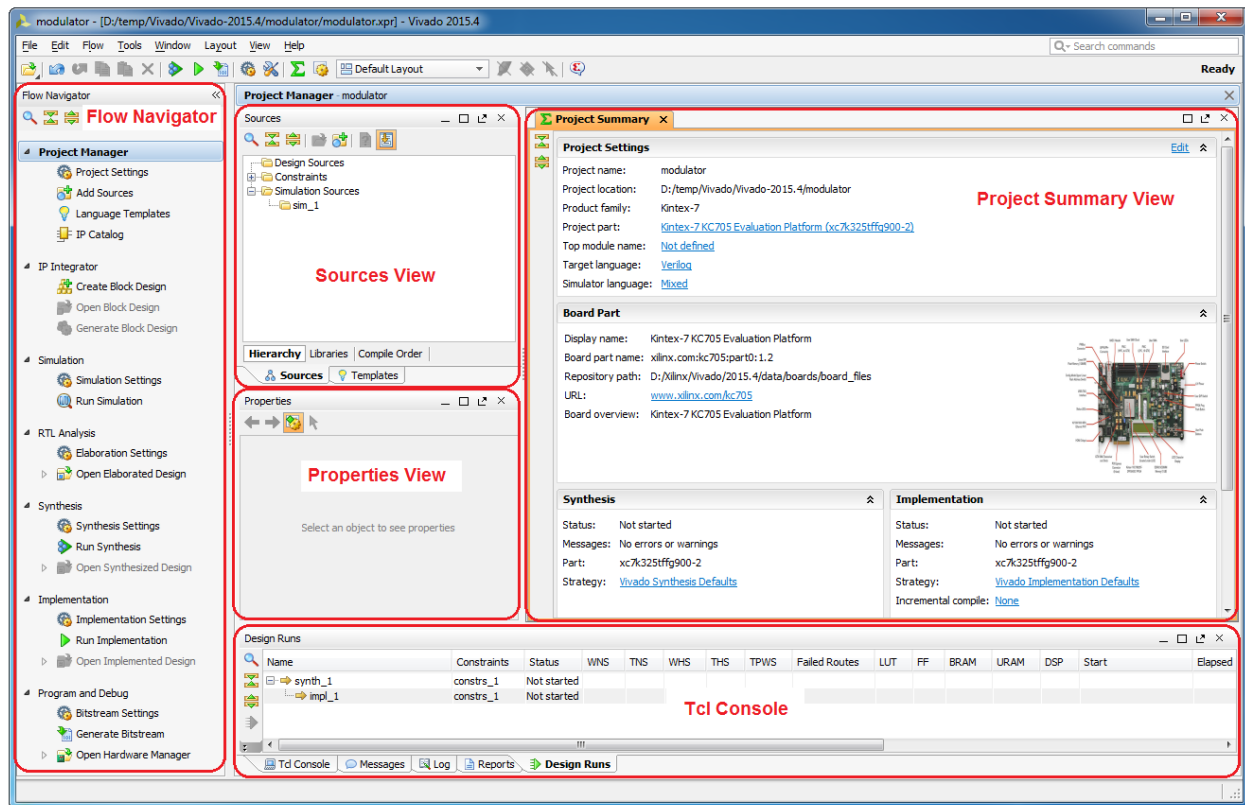 modulator - [D:/temp/Vivado/Vivado-2015.4/modulator/modulator.xpr] - Vivado 2015.4
File Edit Flow Tools Window Layout View Help
Search commands
Default Layout
Ready
Flow Navigator
Flow Navigator
Project Manager
Project Settings
Add Sources
Language Templates
IP Catalog
IP Integrator
Create Block Design
Open Block Design
Generate Block Design
Simulation
Simulation Settings
Run Simulation
RTL Analysis
Elaboration Settings
Open Elaborated Design
Synthesis
Synthesis Settings
Run Synthesis
Open Synthesized Design
Implementation
Implementation Settings
Run Implementation
Open Implemented Design
Program and Debug
Bitstream Settings
Generate Bitstream
Open Hardware Manager
Project Manager - modulator
Sources
Design Sources
Constraints
Simulation Sources
sim_1
Sources View
Hierarchy Libraries Compile Order
Sources Templates
Properties
Properties View
Select an object to see properties
Project Summary
Project Settings Edit
Project name: modulator
Project location: D:/temp/Vivado/Vivado-2015.4/modulator
Product family: Kintex-7
Project part: Kintex-7 KC705 Evaluation Platform (xc7k325tffg900-2)
Top module name: Not defined
Target language: Verilog
Simulator language: Mixed
Project Summary View
Board Part
Display name: Kintex-7 KC705 Evaluation Platform
Board part name: xilinx.com:kc705:part0:1.2
Repository path: D:/Xilinx/Vivado/2015.4/data/boards/board_files
URL: www.xilinx.com/kc705
Board overview: Kintex-7 KC705 Evaluation Platform
Synthesis
Status: Not started
Messages: No errors or warnings
Part: xc7k325tffg900-2
Strategy: Vivado Synthesis Defaults
Implementation
Status: Not started
Messages: No errors or warnings
Part: xc7k325tffg900-2
Strategy: Vivado Implementation Defaults
Incremental compile: None
Design Runs
Name Constraints Status WNS TNS WHS THS TPWS Failed Routes LUT FF BRAM URAM DSP Start Elapsed
synth_1 constrs_1 Not started
impl_1 constrs_1 Not started
Tcl Console
Tcl Console Messages Log Reports Design Runs